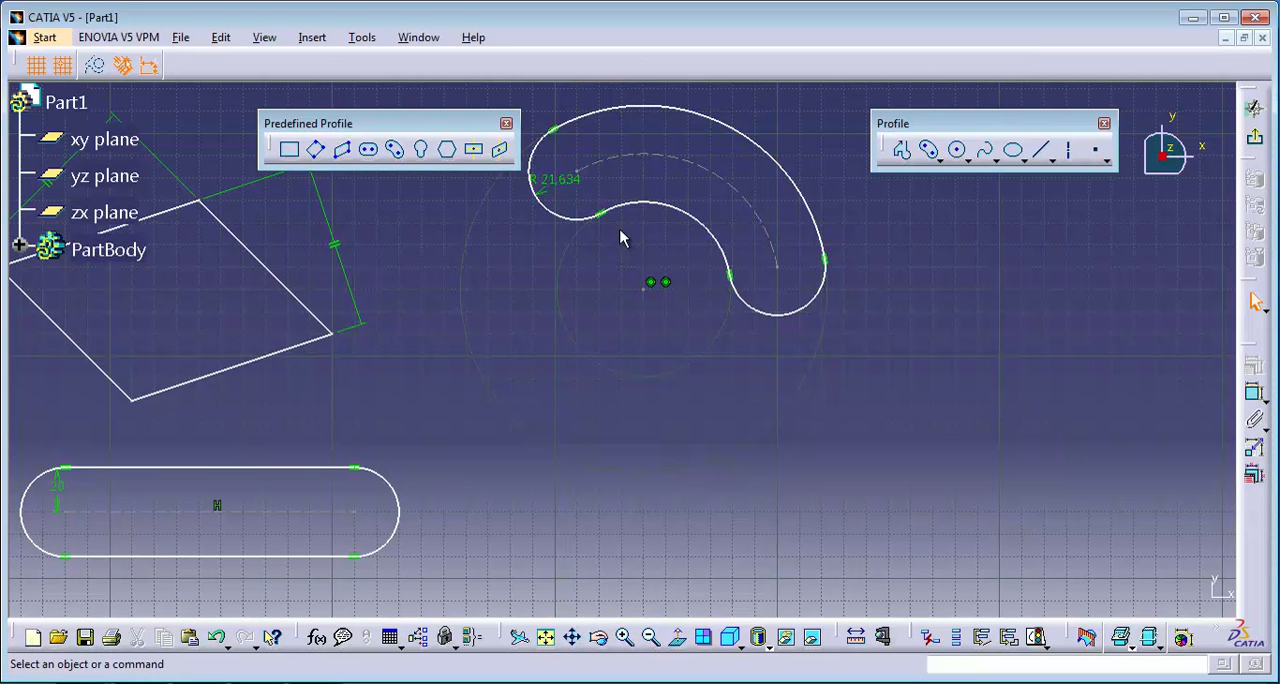 CATIA V5 - [Part1]
Start ENOVIA V5 VPM File Edit View Insert Tools Window Help
Part1
xy plane
yz plane
zx plane
PartBody
Predefined Profile
Profile
y
x
z
R 21,634
20
H
y
x
f(x)
CATIA
Select an object or a command